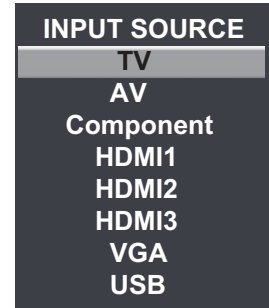 INPUT SOURCE
TV
AV
Component
HDMI1
HDMI2
HDMI3
VGA
USB